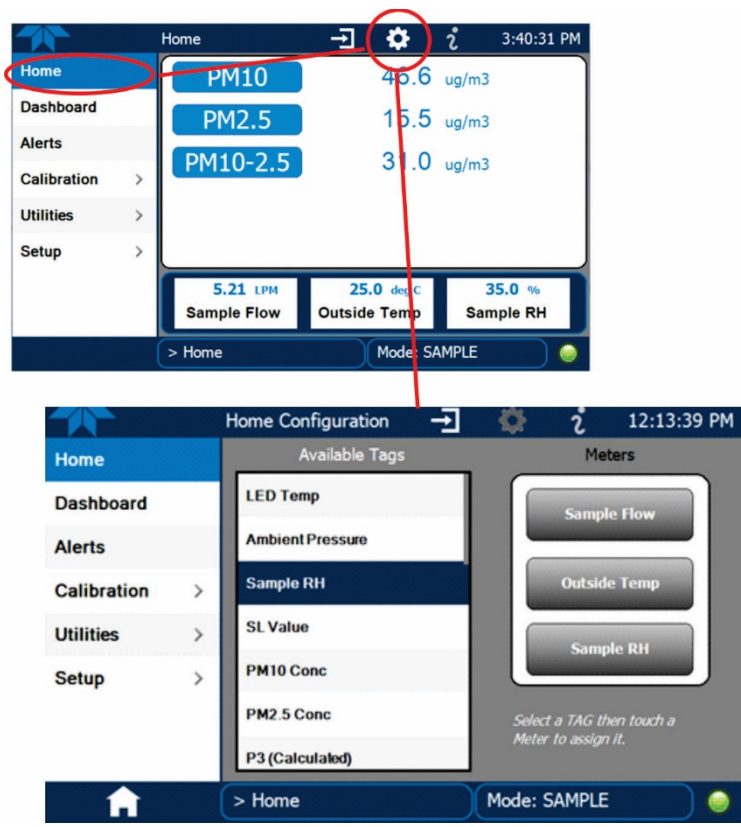 Home
3:40:31 PM
Home
Dashboard
Alerts
Calibration >
Utilities >
Setup >
PM10 46.6 ug/m3
PM2.5 15.5 ug/m3
PM10-2.5 31.0 ug/m3
5.21 LPM
Sample Flow
25.0 deg C
Outside Temp
35.0 %
Sample RH
> Home
Mode: SAMPLE
Home Configuration
12:13:39 PM
Home
Dashboard
Alerts
Calibration >
Utilities >
Setup >
Available Tags
LED Temp
Ambient Pressure
Sample RH
SL Value
PM10 Conc
PM2.5 Conc
P3 (Calculated)
Meters
Sample Flow
Outside Temp
Sample RH
Select a TAG then touch a
Meter to assign it.
> Home
Mode: SAMPLE